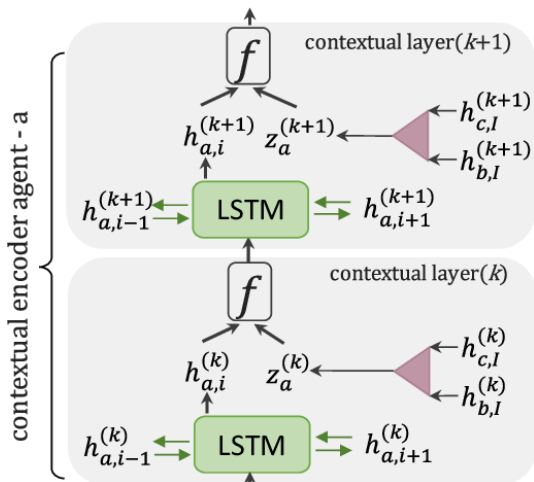 contextual layer(k+1)
f
h_{a,i}^{(k+1)} z_a^{(k+1)} h_{c,I}^{(k+1)}
h_{b,I}^{(k+1)}
h_{a,i-1}^{(k+1)} LSTM h_{a,i+1}^{(k+1)}
contextual encoder agent - a
contextual layer(k)
f
h_{a,i}^{(k)} z_a^{(k)} h_{c,I}^{(k)}
h_{b,I}^{(k)}
h_{a,i-1}^{(k)} LSTM h_{a,i+1}^{(k)}